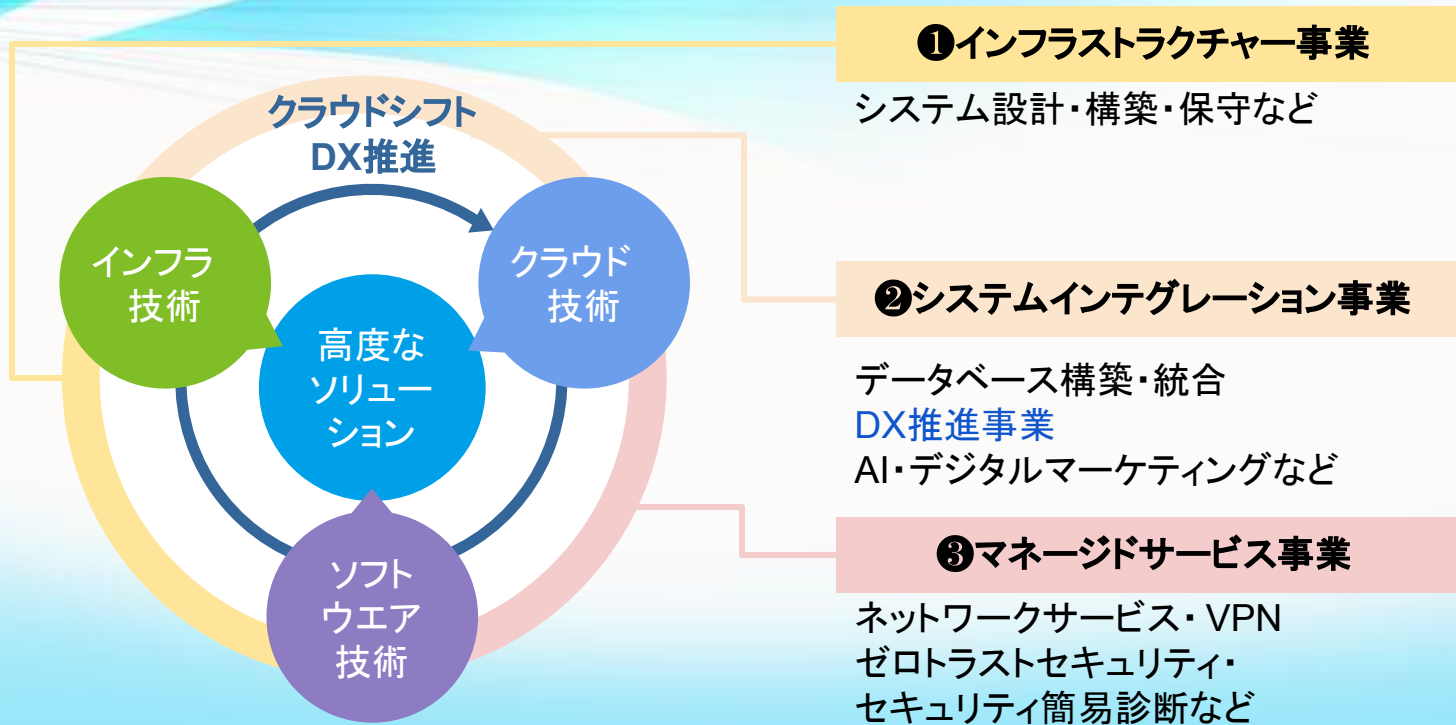 クラウドシフト
DX推進
インフラ
技術
クラウド
技術
高度な
ソリュー
ション
ソフト
ウエア
技術
❶インフラストラクチャー事業
システム設計・構築・保守など
❷システムインテグレーション事業
データベース構築・統合
DX推進事業
AI・デジタルマーケティングなど
❸マネージドサービス事業
ネットワークサービス・VPN
ゼロトラストセキュリティ・
セキュリティ簡易診断など